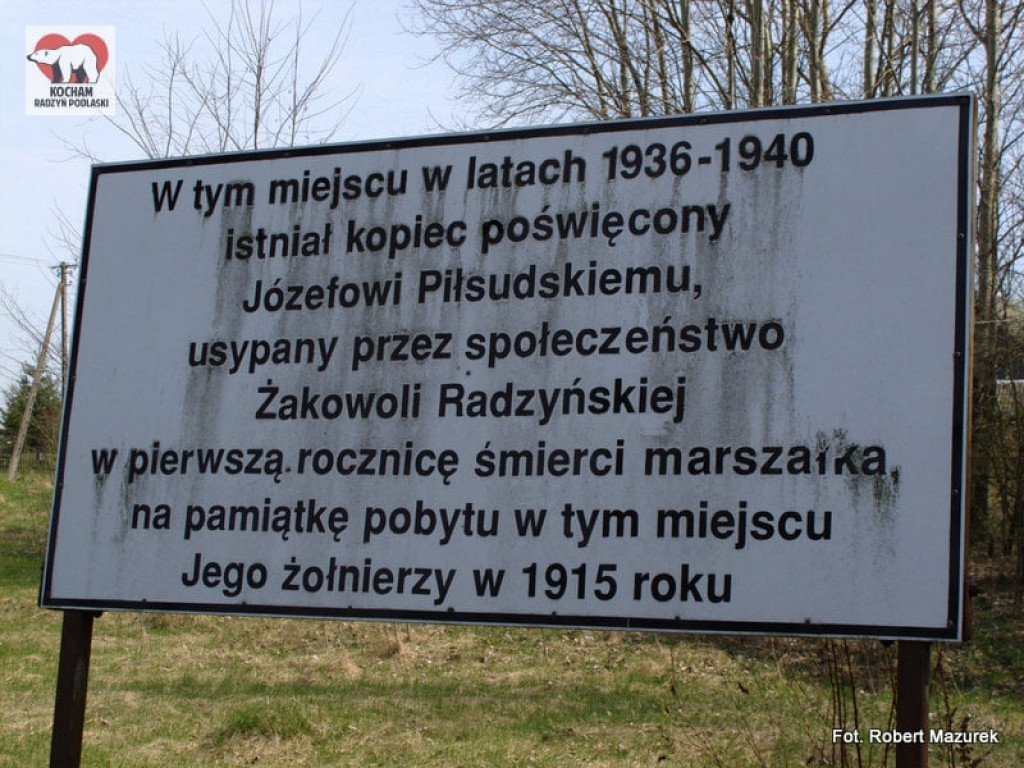 KOCHAM
RADZYŃ PODLASKI
W tym miejscu w latach 1936-1940
istniał kopiec poświęcony
Józefowi Piłsudskiemu,
usypany przez społeczeństwo
Żakowoli Radzyńskiej
w pierwszą rocznicę śmierci marszałka,
na pamiątkę pobytu w tym miejscu
Jego żołnierzy w 1915 roku
Fot. Robert Mazurek